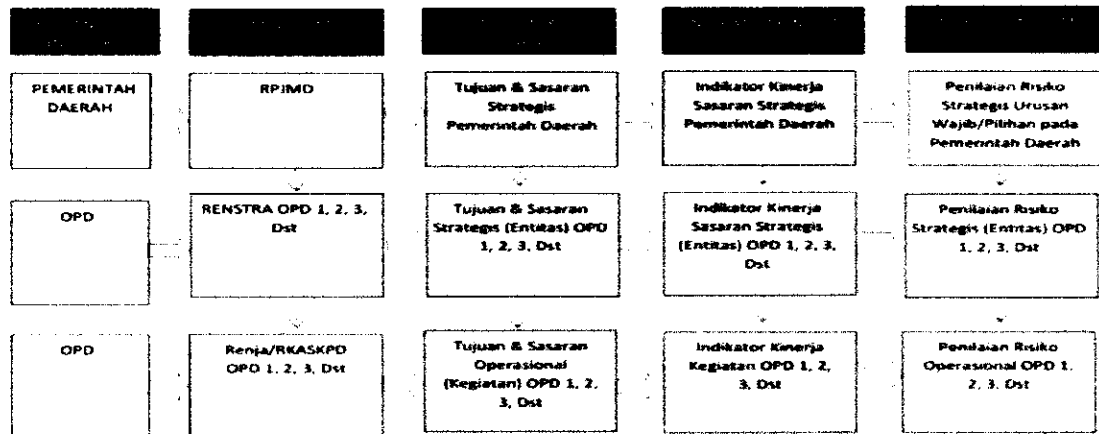 PEMERINTAH
DAERAH
RPJMD
Tujuan & Sasaran
Strategis
Pemerintah Daerah
Indikator Kinerja
Sasaran Strategis
Pemerintah Daerah
Penilaian Risiko
Strategis Urusan
Wajib/Pilihan pada
Pemerintah Daerah
OPD
RENSTRA OPD 1, 2, 3,
Dst
Tujuan & Sasaran
Strategis (Entitas) OPD
1, 2, 3, Dst
Indikator Kinerja
Sasaran Strategis
(Entitas) OPD 1, 2, 3,
Dst
Penilaian Risiko
Strategis (Entitas) OPD
1, 2, 3, Dst
OPD
Renja/RKASKPD
OPD 1, 2, 3, Dst
Tujuan & Sasaran
Operasional
(Kegiatan) OPD 1, 2,
3, Dst
Indikator Kinerja
Kegiatan OPD 1, 2,
3, Dst
Penilaian Risiko
Operasional OPD 1,
2, 3, Dst